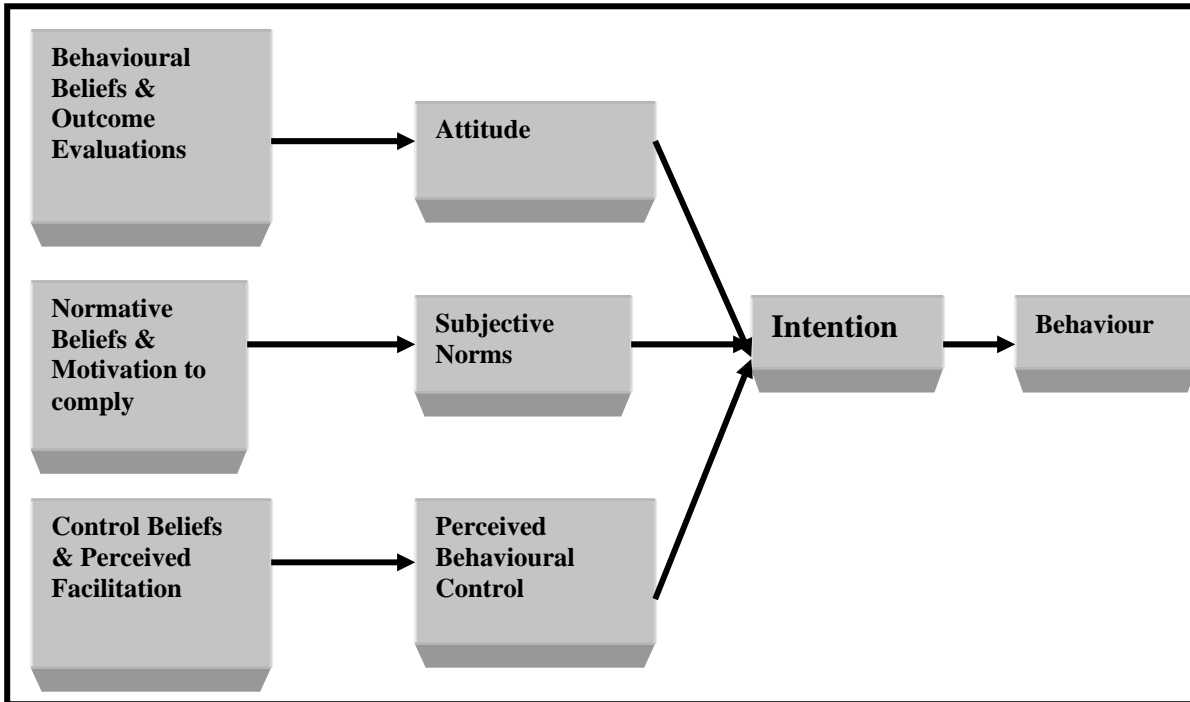 Behavioural
Beliefs &
Outcome
Evaluations
Attitude
Normative
Beliefs &
Motivation to
comply
Subjective
Norms
Intention
Behaviour
Control Beliefs
& Perceived
Facilitation
Perceived
Behavioural
Control